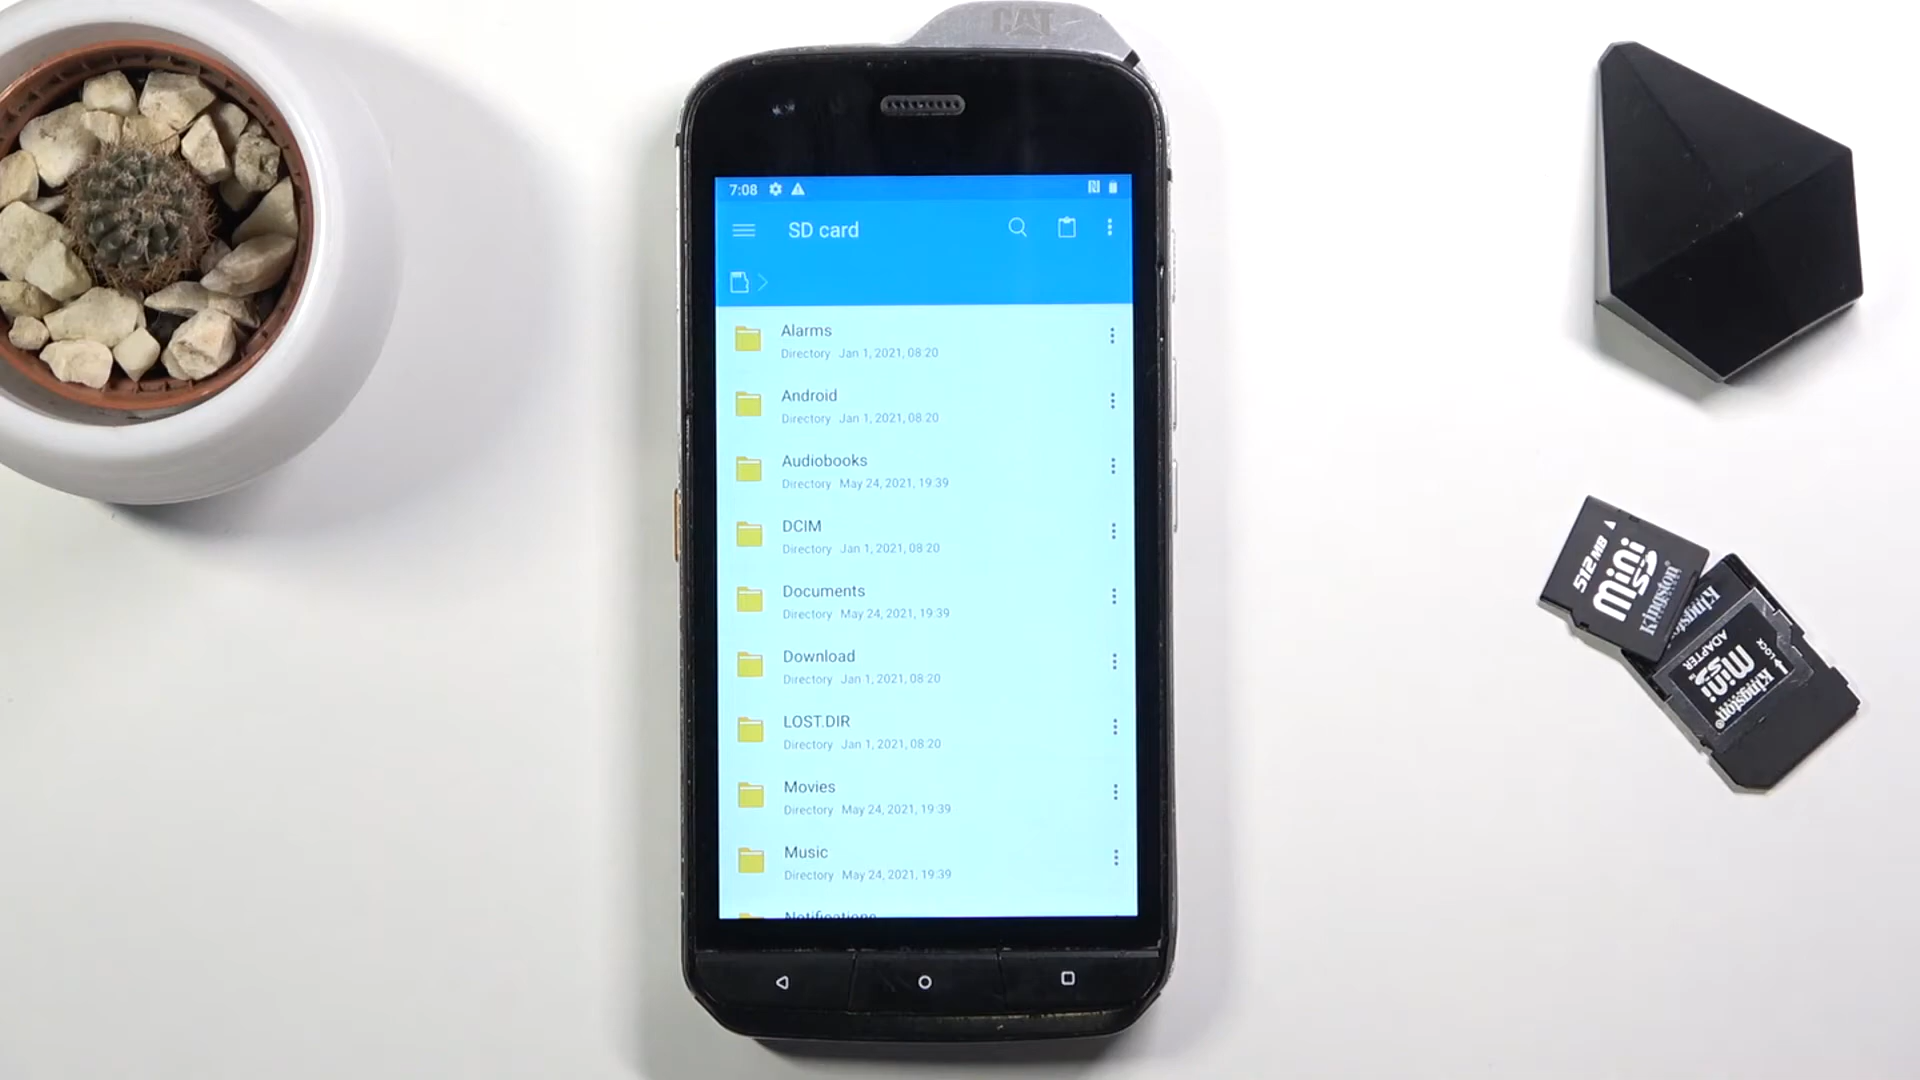 CAT
7:08
SD card
Alarms
Directory Jan 1, 2021, 08:20
Android
Directory Jan 1, 2021, 08:20
Audiobooks
Directory May 24, 2021, 19:39
DCIM
Directory Jan 1, 2021, 08:20
Documents
Directory May 24, 2021, 19:39
Download
Directory Jan 1, 2021, 08:20
LOST.DIR
Directory Jan 1, 2021, 08:20
Movies
Directory May 24, 2021, 19:39
Music
Directory May 24, 2021, 19:39
Notifications
512 MB
mini
SD
Kingston
Kingston
ADAPTER
mini
SD
Kingston®
LOCK